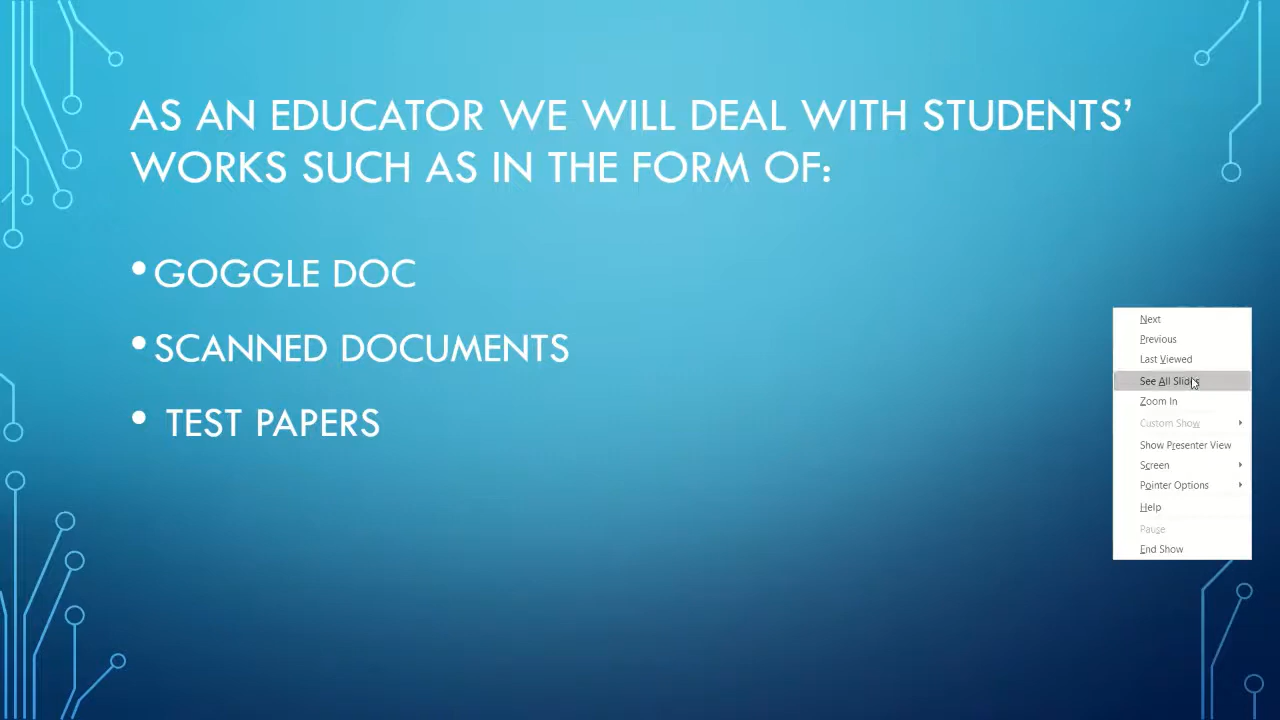 AS AN EDUCATOR WE WILL DEAL WITH STUDENTS’
WORKS SUCH AS IN THE FORM OF:
• GOGGLE DOC
• SCANNED DOCUMENTS
• TEST PAPERS
Next
Previous
Last Viewed
See All Slides
Zoom In
Custom Show
Show Presenter View
Screen
Pointer Options
Help
Pause
End Show